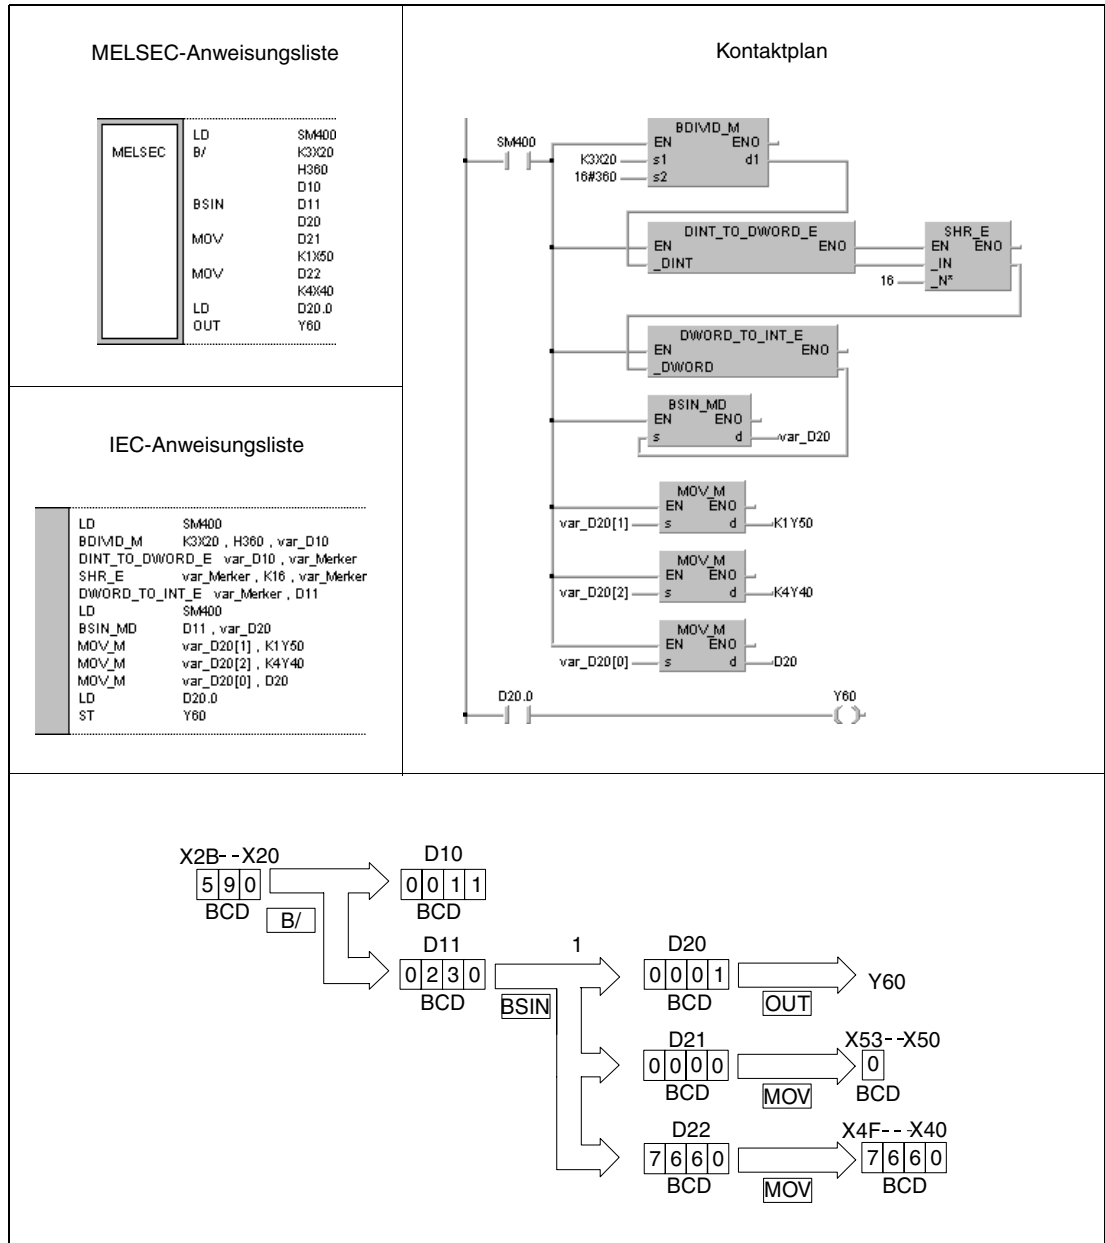 MELSEC-Anweisungsliste
MELSEC
LD SM400
B/ K3X20
H360
D10
BSIN D11
D20
MOV D21
K1X50
MOV D22
K4X40
LD D20.0
OUT Y60
IEC-Anweisungsliste
LD SM400
BDIVID_M K3X20 , H360 , var_D10
DINT_TO_DWORD_E var_D10 , var_Merker
SHR_E var_Merker , K16 , var_Merker
DWORD_TO_INT_E var_Merker , D11
LD SM400
BSIN_MD D11 , var_D20
MOV_M var_D20[1] , K1Y50
MOV_M var_D20[2] , K4Y40
MOV_M var_D20[0] , D20
LD D20.0
ST Y60
Kontaktplan
SM400
BDIVID_M
EN ENO
K3X20 s1 d1
16#360 s2
DINT_TO_DWORD_E
EN ENO
_DINT
SHR_E
EN ENO
_IN
16 _N*
DWORD_TO_INT_E
EN ENO
_DWORD
BSIN_MD
EN ENO
s d var_D20
MOV_M
EN ENO
var_D20[1] s d K1Y50
MOV_M
EN ENO
var_D20[2] s d K4Y40
MOV_M
EN ENO
var_D20[0] s d D20
D20.0 Y60
X2B- -X20
5 9 0
BCD
B/
D10
0 0 1 1
BCD
D11
0 2 3 0
BCD
BSIN
1
D20
0 0 0 1
BCD
OUT
Y60
D21
0 0 0 0
BCD
MOV
X53- -X50
0
BCD
D22
7 6 6 0
BCD
MOV
X4F- - -X40
7 6 6 0
BCD